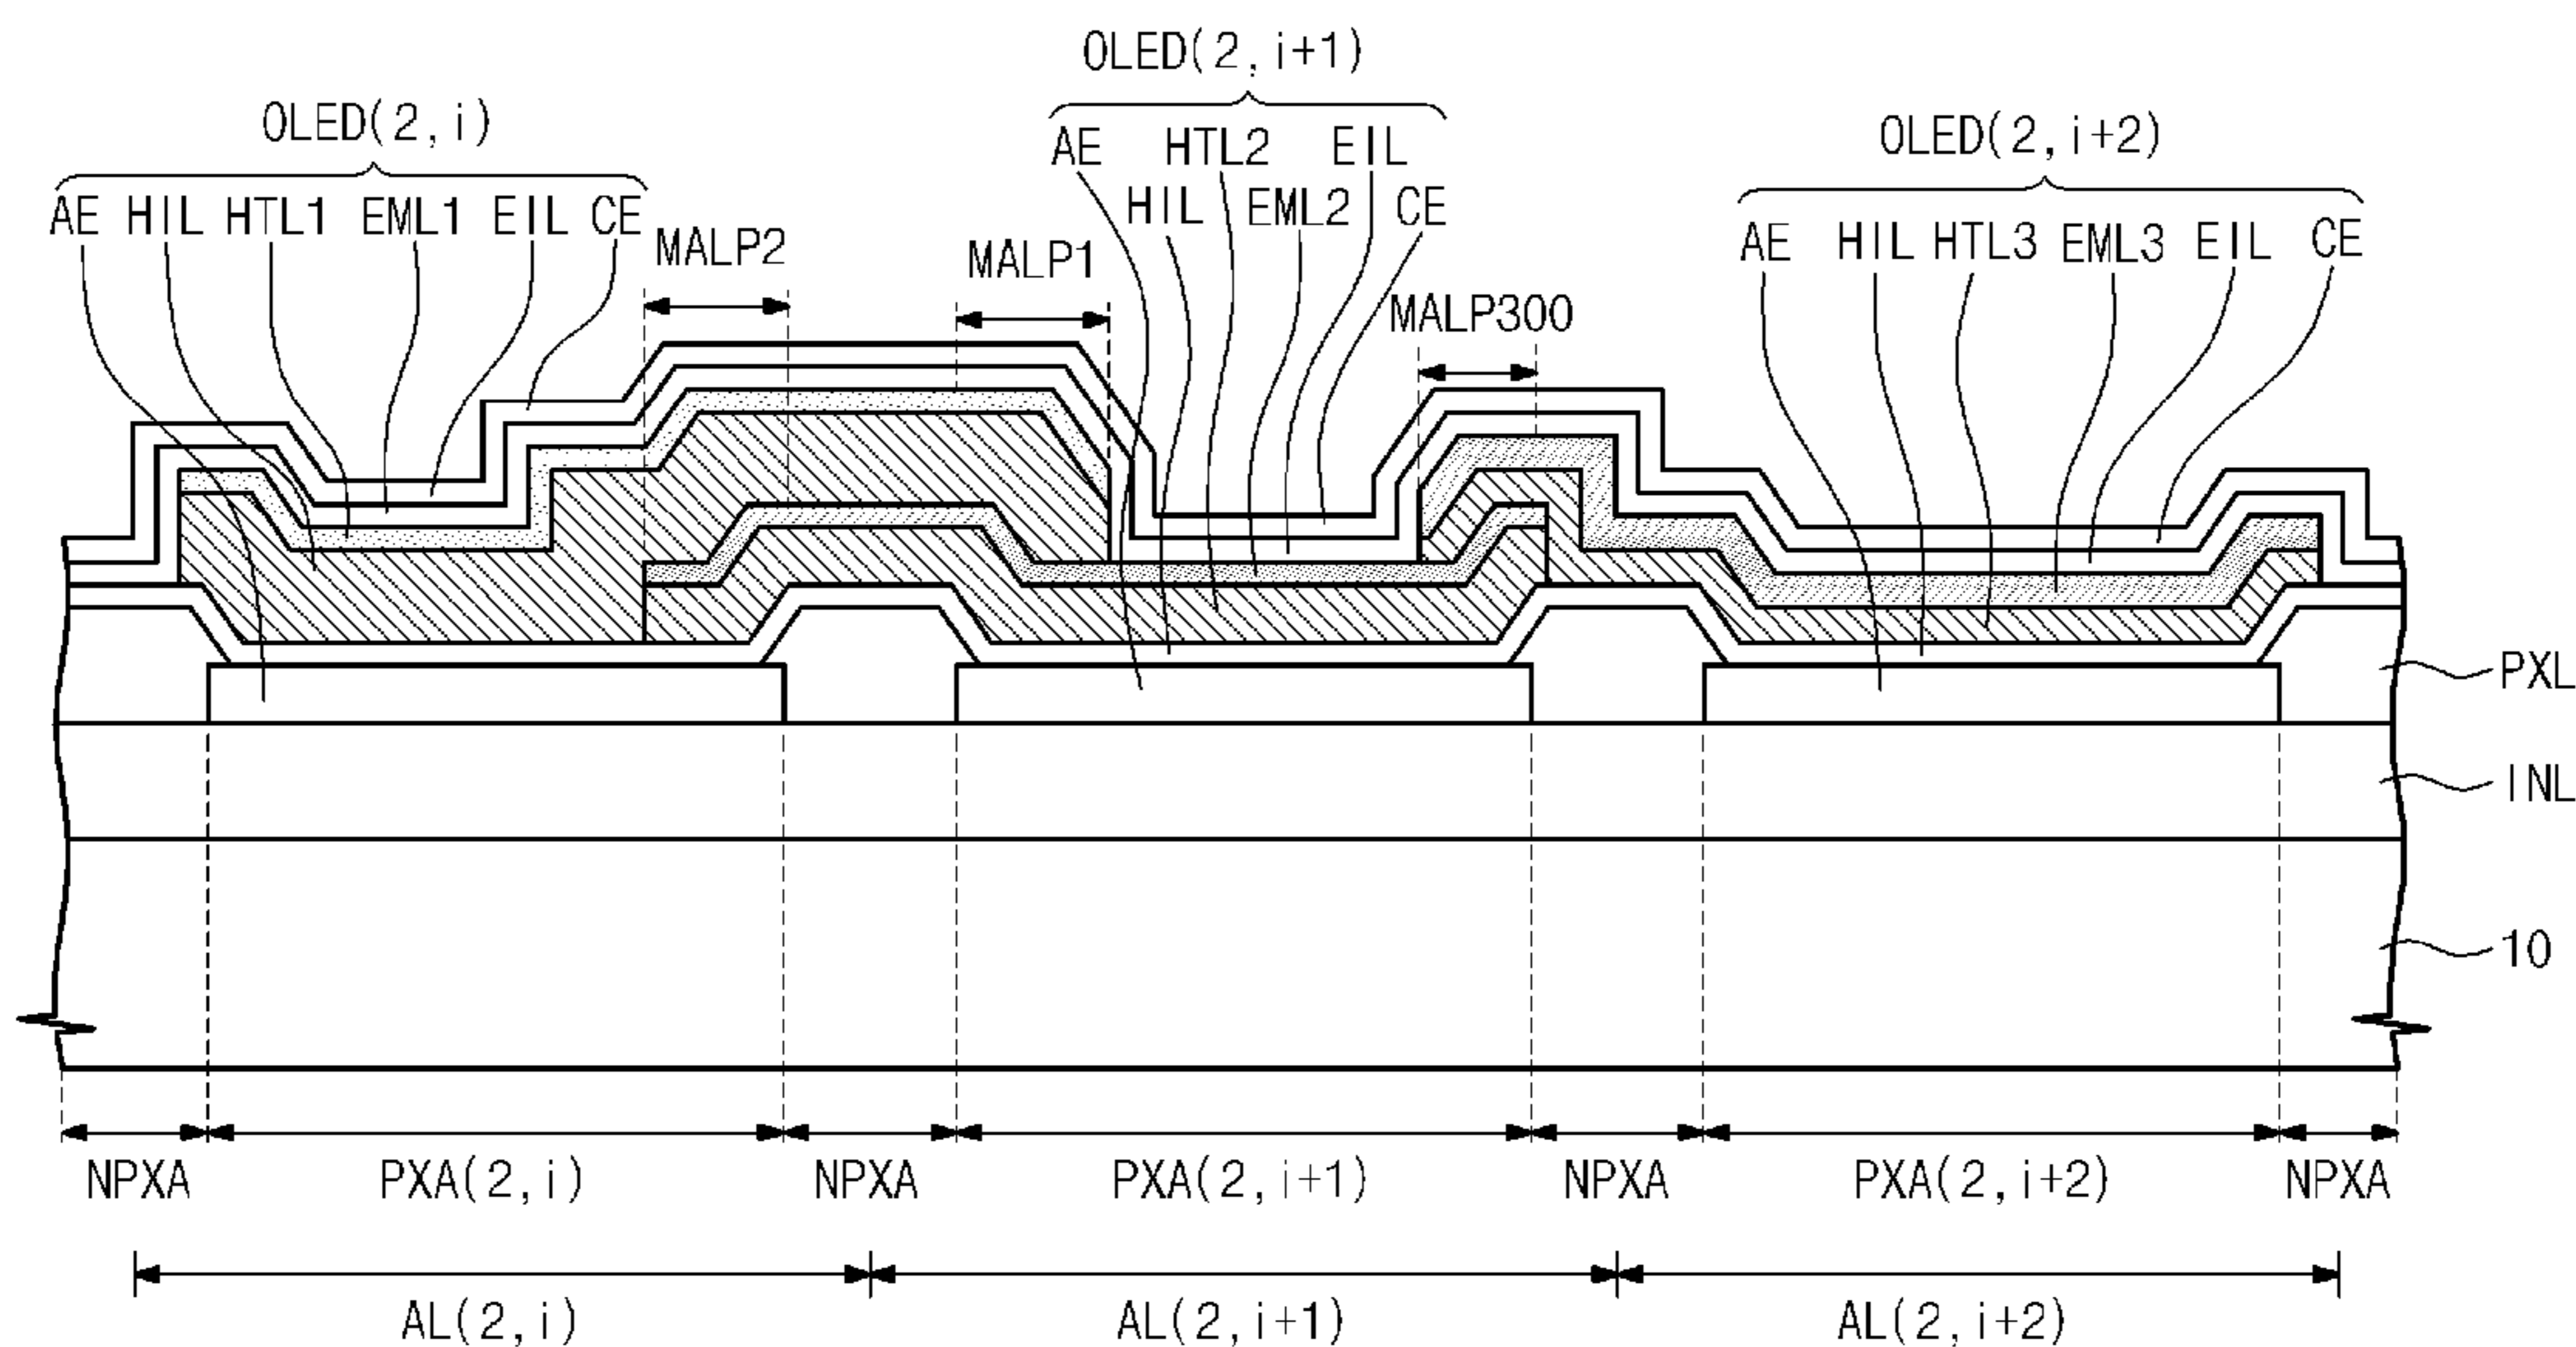 OLED(2,i+1)
OLED(2,i)
OLED(2,i+2)
AE HTL2 EIL
HIL EML2 CE
AE HIL HTL1 EML1 EIL CE
AE HIL HTL3 EML3 EIL CE
MALP2
MALP1
MALP300
PXL
INL
10
NPXA PXA(2,i) NPXA PXA(2,i+1) NPXA PXA(2,i+2) NPXA
AL(2,i) AL(2,i+1) AL(2,i+2)